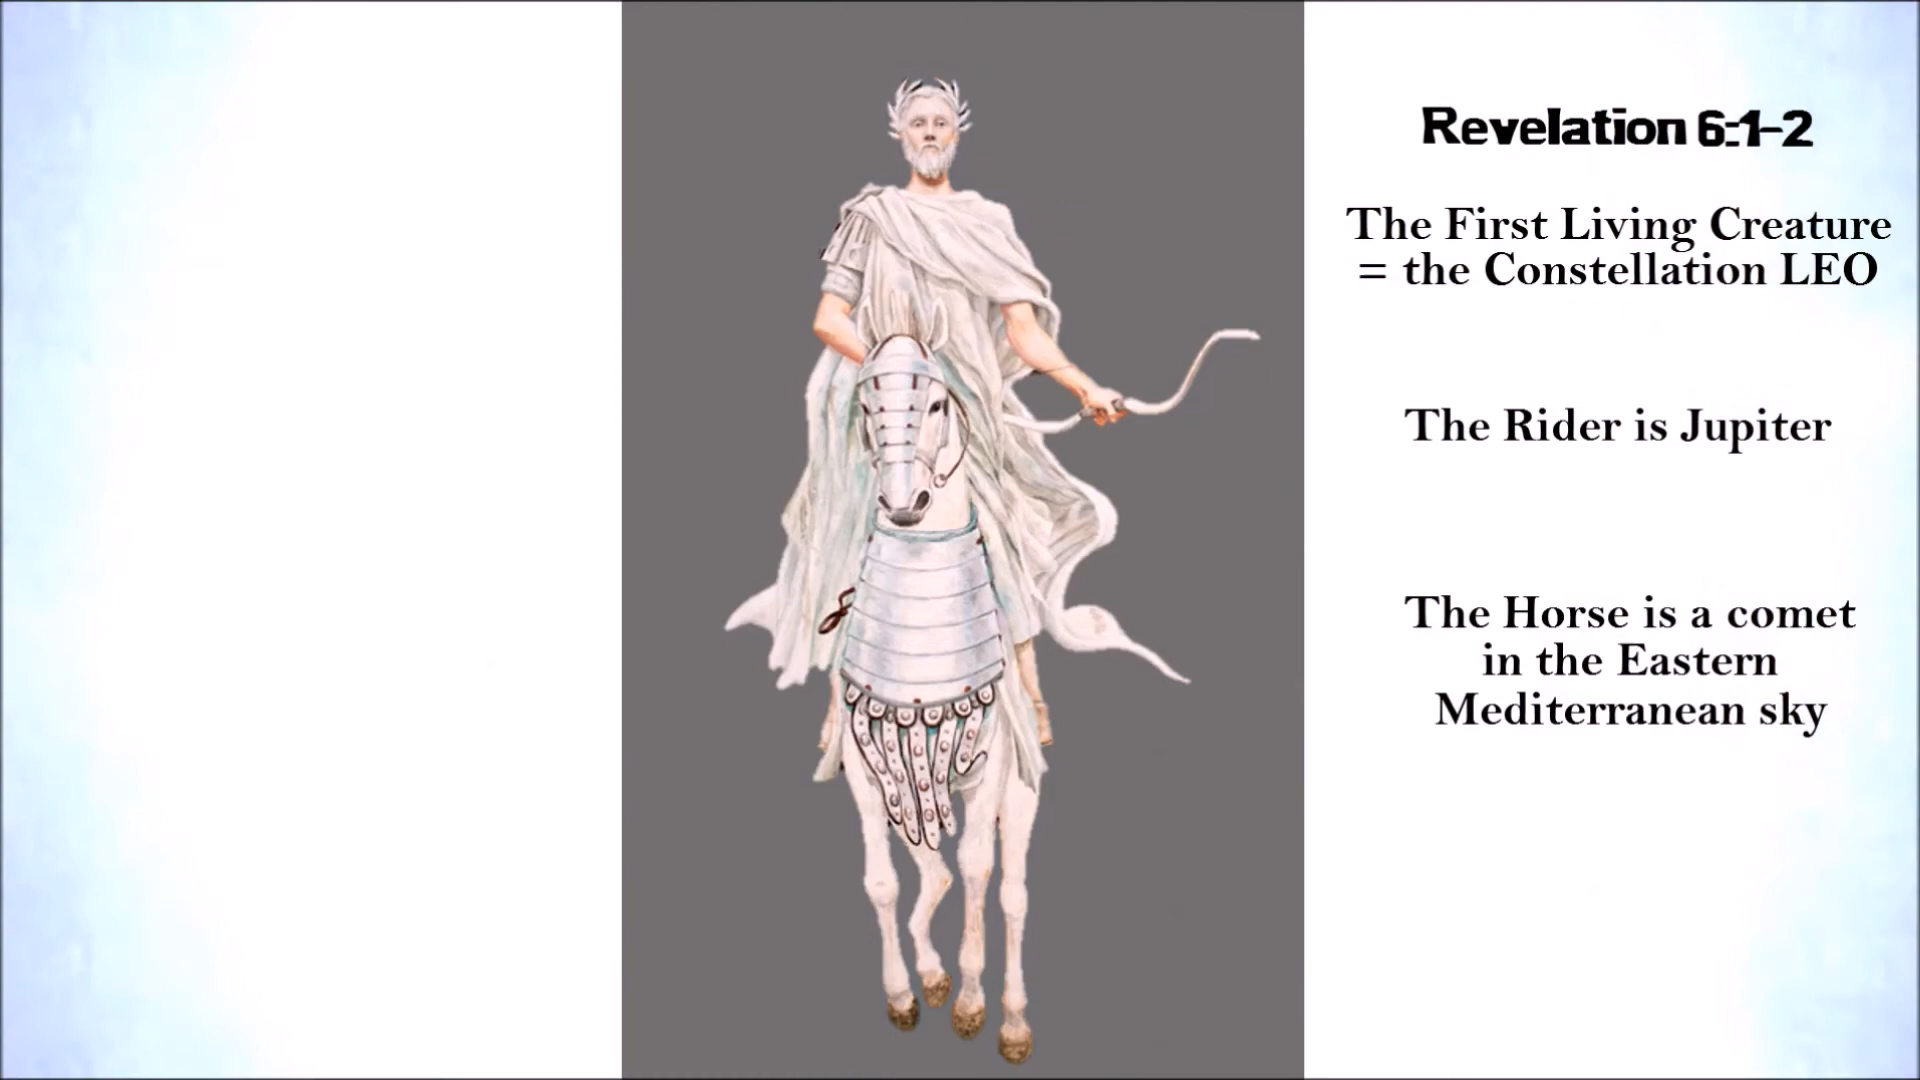 Revelation 6:1-2
The First Living Creature
= the Constellation LEO
The Rider is Jupiter
The Horse is a comet
in the Eastern
Mediterranean sky